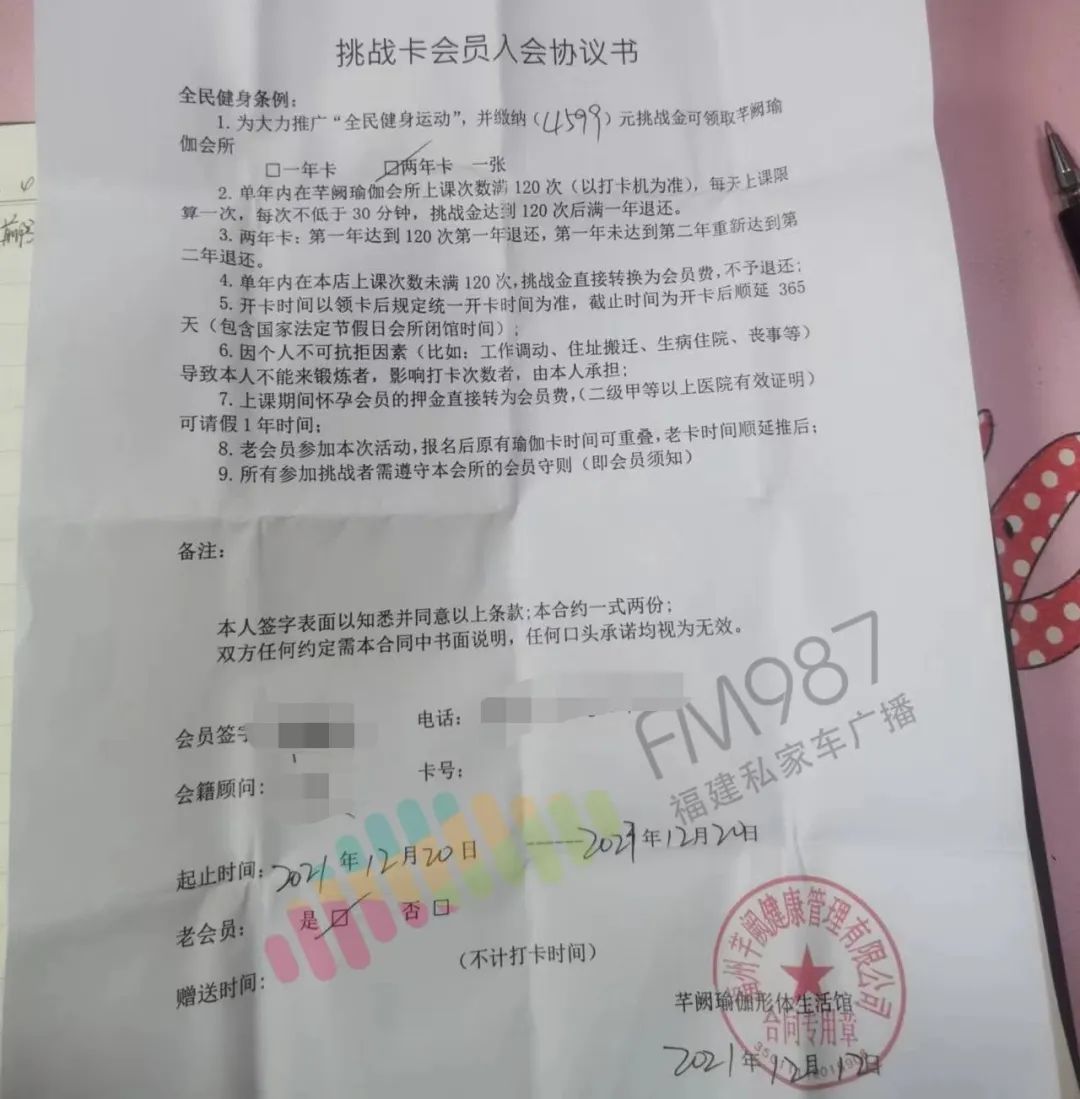 挑战卡会员入会协议书
全民健身条例：
1. 为大力推广“全民健身运动”，并缴纳（4599）元挑战金可领取芊阙瑜
伽会所
□一年卡 ☑两年卡 一张
2. 单年内在芊阙瑜伽会所上课次数满 120 次（以打卡机为准），每天上课限
算一次，每次不低于 30 分钟，挑战金达到 120 次后满一年退还。
3. 两年卡：第一年达到 120 次第一年退还，第一年未达到第二年重新达到第
二年退还。
4. 单年内在本店上课次数未满 120 次，挑战金直接转换为会员费，不予退还；
5. 开卡时间以领卡后规定统一开卡时间为准，截止时间为开卡后顺延 365
天（包含国家法定节假日会所闭馆时间）；
6. 因个人不可抗拒因素（比如：工作调动、住址搬迁、生病住院、丧事等）
导致本人不能来锻炼者，影响打卡次数者，由本人承担；
7. 上课期间怀孕会员的押金直接转为会员费，（二级甲等以上医院有效证明）
可请假 1 年时间；
8. 老会员参加本次活动，报名后原有瑜伽卡时间可重叠，老卡时间顺延推后；
9. 所有参加挑战者需遵守本会所的会员守则（即会员须知）
备注：
本人签字表面以知悉并同意以上条款；本合约一式两份；
双方任何约定需本合同中书面说明，任何口头承诺均视为无效。
会员签字 电话：
会籍顾问： 卡号：
FM987
福建私家车广播
起止时间：2021年12月20日 ------年12月20日
老会员： 是☑ 否□
赠送时间： （不计打卡时间）
福州芊阙健康管理有限公司
合同专用章
芊阙瑜伽形体生活馆
2021年12月12日